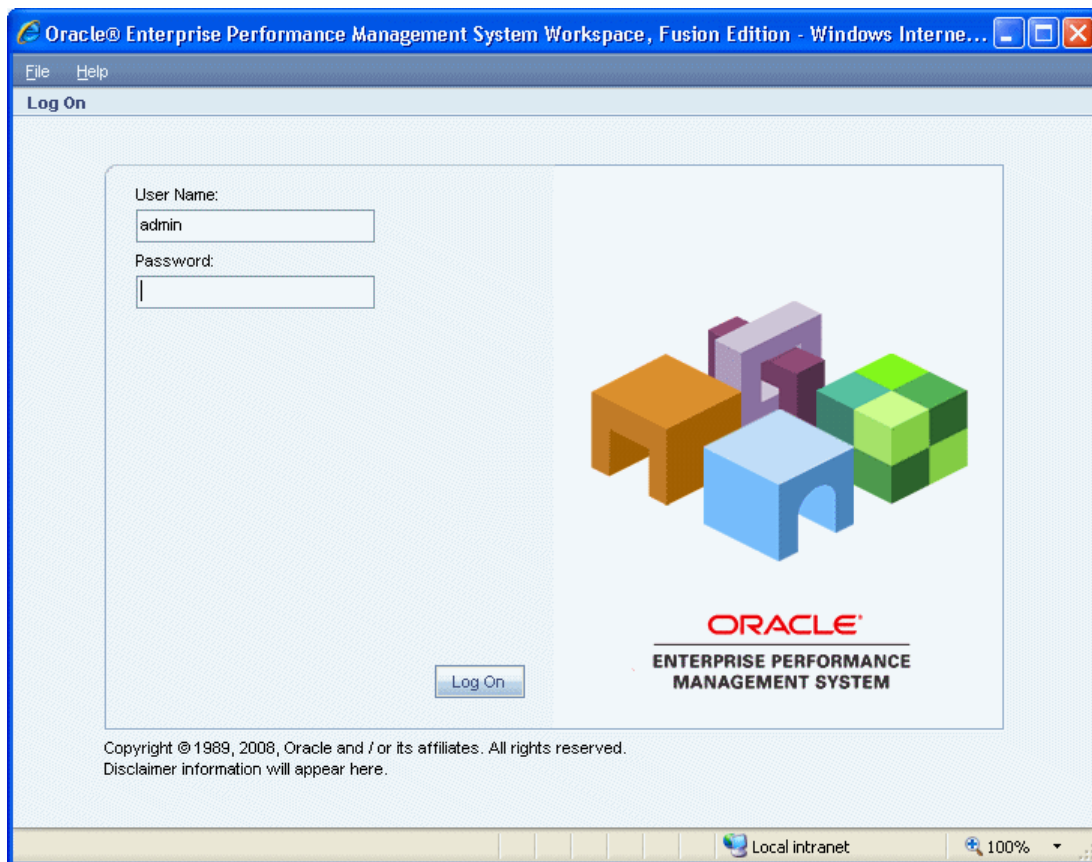 Oracle® Enterprise Performance Management System Workspace, Fusion Edition - Windows Interne...
File Help
Log On
User Name:
admin
Password:
ORACLE®
ENTERPRISE PERFORMANCE
MANAGEMENT SYSTEM
Log On
Copyright © 1989, 2008, Oracle and / or its affiliates. All rights reserved.
Disclaimer information will appear here.
Local intranet 100%